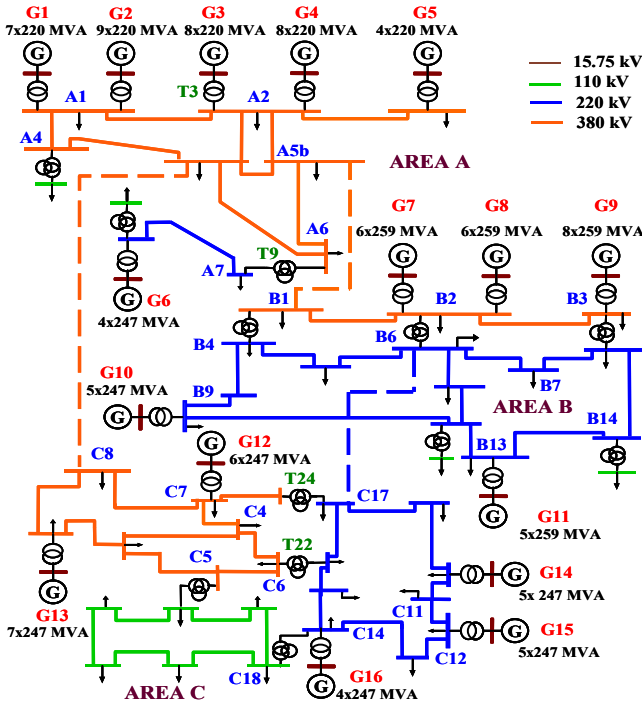 G1 G2 G3 G4 G5
7x220 MVA 9x220 MVA 8x220 MVA 8x220 MVA 4x220 MVA
G G G G G
15.75 kV
110 kV
220 kV
380 kV
T3
A1 A2
A4
A5b
AREA A
G7 G8 G9
6x259 MVA 6x259 MVA 8x259 MVA
G G G
A6
T9
A7
G G6
4x247 MVA
B1 B2 B3
B4 B6
B7
G10
5x247 MVA
B9
AREA B
B14
G
G12
G
6x247 MVA
B13
C8
T24
C7
C17
C4
G
G11
5x259 MVA
T22
C5
C6
G G14
5x 247 MVA
G G13
7x247 MVA
C11
G G15
5x247 MVA
C14
C12
C18
AREA C
G16
G 4x247 MVA